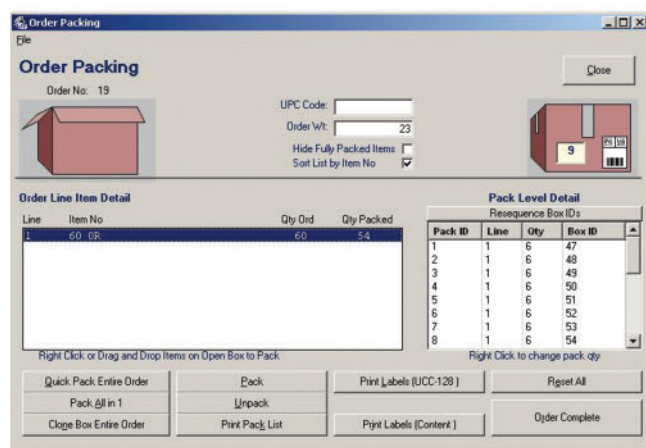 Order Packing
File
Order Packing
Close
Order No: 19
UPC Code:
Order Wt: 23
Hide Fully Packed Items
Sort List by Item No
9
Order Line Item Detail
Pack Level Detail
Resequence Box IDs
Line Item No Qty Ord Qty Packed
1 60 OR 60 54
Pack ID Line Qty Box ID
1 1 6 47
2 1 6 48
3 1 6 49
4 1 6 50
5 1 6 51
6 1 6 52
7 1 6 53
8 1 6 54
Right Click or Drag and Drop Items on Open Box to Pack
Right Click to change pack qty
Quick Pack Entire Order
Pack
Print Labels (UCC-128 )
Reset All
Pack All in 1
Unpack
Clone Box Entire Order
Print Pack List
Print Labels (Content )
Order Complete